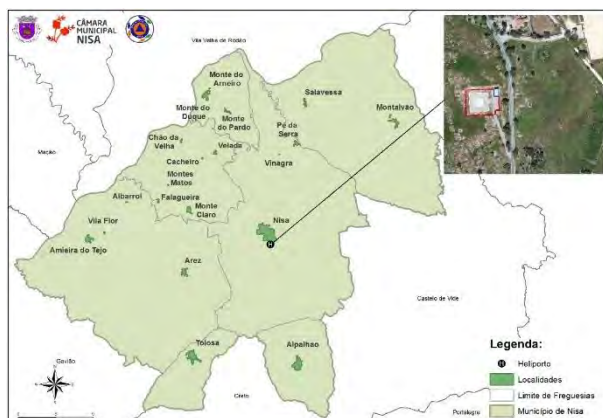 CÂMARA
MUNICIPAL
NISA
Vila Velha de Rodão
Monte do
Arneiro
Salavessa
Monte do
Duque
Monte
do Pardo
Montalvão
Pé da
Serra
Chão da
Velha
Velada
Cacheiro
Vinagra
Mação
Montes
Matos
Albarrol
Falagueira
Monte
Claro
Vila Flor
Nisa
Amieira do Tejo
H
Arez
Castelo de Vide
Tolosa
Alpalhão
Gavião
Crato
Portalegre
Legenda:
H Heliporto
Localidades
Limite de Freguesias
Município de Nisa